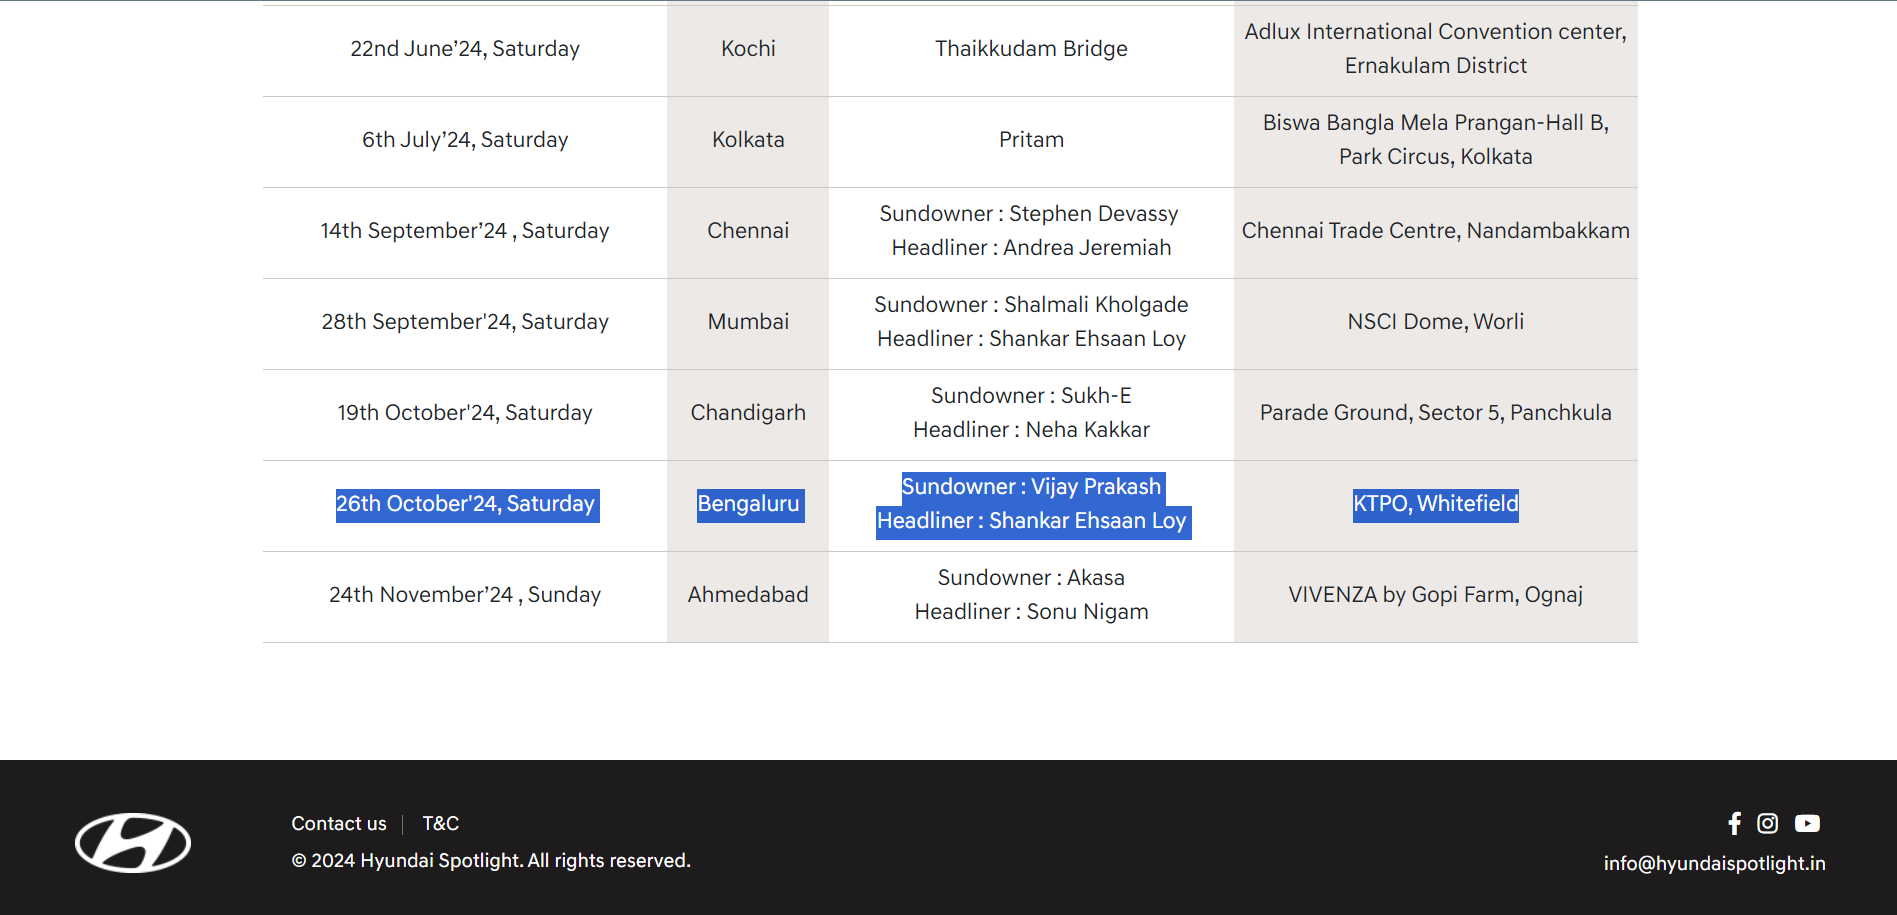 22nd June’24, Saturday
Kochi
Thaikkudam Bridge
Adlux International Convention center,
Ernakulam District
6th July’24, Saturday
Kolkata
Pritam
Biswa Bangla Mela Prangan-Hall B,
Park Circus, Kolkata
14th September’24 , Saturday
Chennai
Sundowner : Stephen Devassy
Headliner : Andrea Jeremiah
Chennai Trade Centre, Nandambakkam
28th September'24, Saturday
Mumbai
Sundowner : Shalmali Kholgade
Headliner : Shankar Ehsaan Loy
NSCI Dome, Worli
19th October'24, Saturday
Chandigarh
Sundowner : Sukh-E
Headliner : Neha Kakkar
Parade Ground, Sector 5, Panchkula
26th October'24, Saturday
Bengaluru
Sundowner : Vijay Prakash
Headliner : Shankar Ehsaan Loy
KTPO, Whitefield
24th November’24 , Sunday
Ahmedabad
Sundowner : Akasa
Headliner : Sonu Nigam
VIVENZA by Gopi Farm, Ognaj
Contact us
T&C
© 2024 Hyundai Spotlight. All rights reserved.
info@hyundaispotlight.in